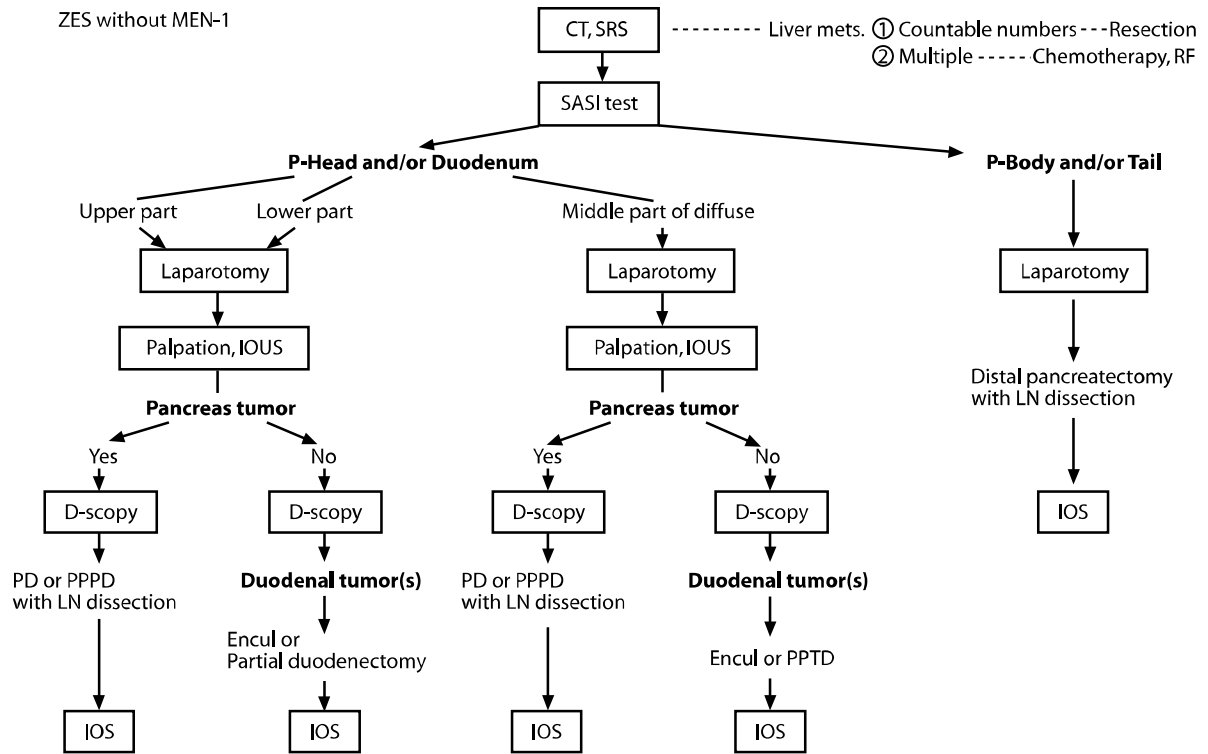 ZES without MEN-1
CT, SRS
Liver mets. ① Countable numbers ---Resection
② Multiple ----- Chemotherapy, RF
SASI test
P-Head and/or Duodenum
P-Body and/or Tail
Upper part
Lower part
Middle part of diffuse
Laparotomy
Laparotomy
Laparotomy
Palpation, IOUS
Palpation, IOUS
Distal pancreatectomy
with LN dissection
Pancreas tumor
Pancreas tumor
Yes
No
Yes
No
D-scopy
D-scopy
D-scopy
D-scopy
IOS
PD or PPPD
with LN dissection
Duodenal tumor(s)
PD or PPPD
with LN dissection
Duodenal tumor(s)
Encul or
Partial duodenectomy
Encul or PPTD
IOS
IOS
IOS
IOS